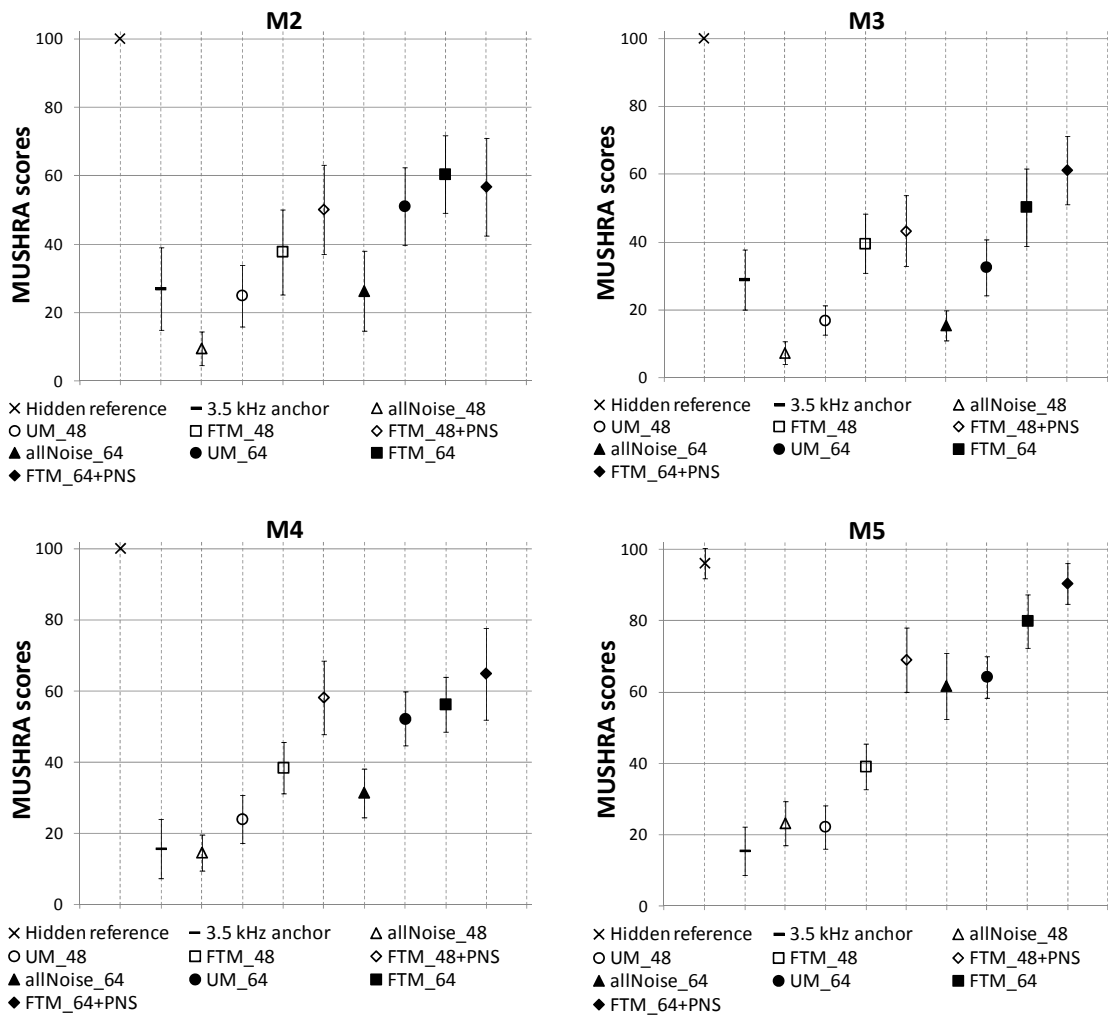 M2
100
80
60
40
20
0
MUSHRA scores
Hidden reference 3.5 kHz anchor allNoise_48
UM_48 FTM_48 FTM_48+PNS
allNoise_64 UM_64 FTM_64
FTM_64+PNS
M3
100
80
60
40
20
0
MUSHRA scores
Hidden reference 3.5 kHz anchor allNoise_48
UM_48 FTM_48 FTM_48+PNS
allNoise_64 UM_64 FTM_64
FTM_64+PNS
M4
100
80
60
40
20
0
MUSHRA scores
Hidden reference 3.5 kHz anchor allNoise_48
UM_48 FTM_48 FTM_48+PNS
allNoise_64 UM_64 FTM_64
FTM_64+PNS
M5
100
80
60
40
20
0
MUSHRA scores
Hidden reference 3.5 kHz anchor allNoise_48
UM_48 FTM_48 FTM_48+PNS
allNoise_64 UM_64 FTM_64
FTM_64+PNS